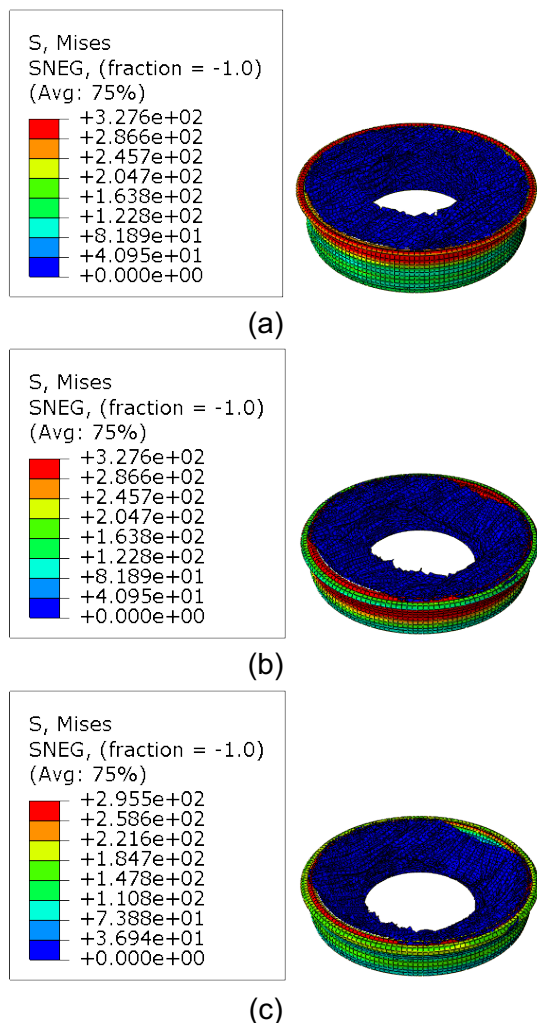 S, Mises
SNEG, (fraction = -1.0)
(Avg: 75%)
+3.276e+02
+2.866e+02
+2.457e+02
+2.047e+02
+1.638e+02
+1.228e+02
+8.189e+01
+4.095e+01
+0.000e+00
(a)
S, Mises
SNEG, (fraction = -1.0)
(Avg: 75%)
+3.276e+02
+2.866e+02
+2.457e+02
+2.047e+02
+1.638e+02
+1.228e+02
+8.189e+01
+4.095e+01
+0.000e+00
(b)
S, Mises
SNEG, (fraction = -1.0)
(Avg: 75%)
+2.955e+02
+2.586e+02
+2.216e+02
+1.847e+02
+1.478e+02
+1.108e+02
+7.388e+01
+3.694e+01
+0.000e+00
(c)